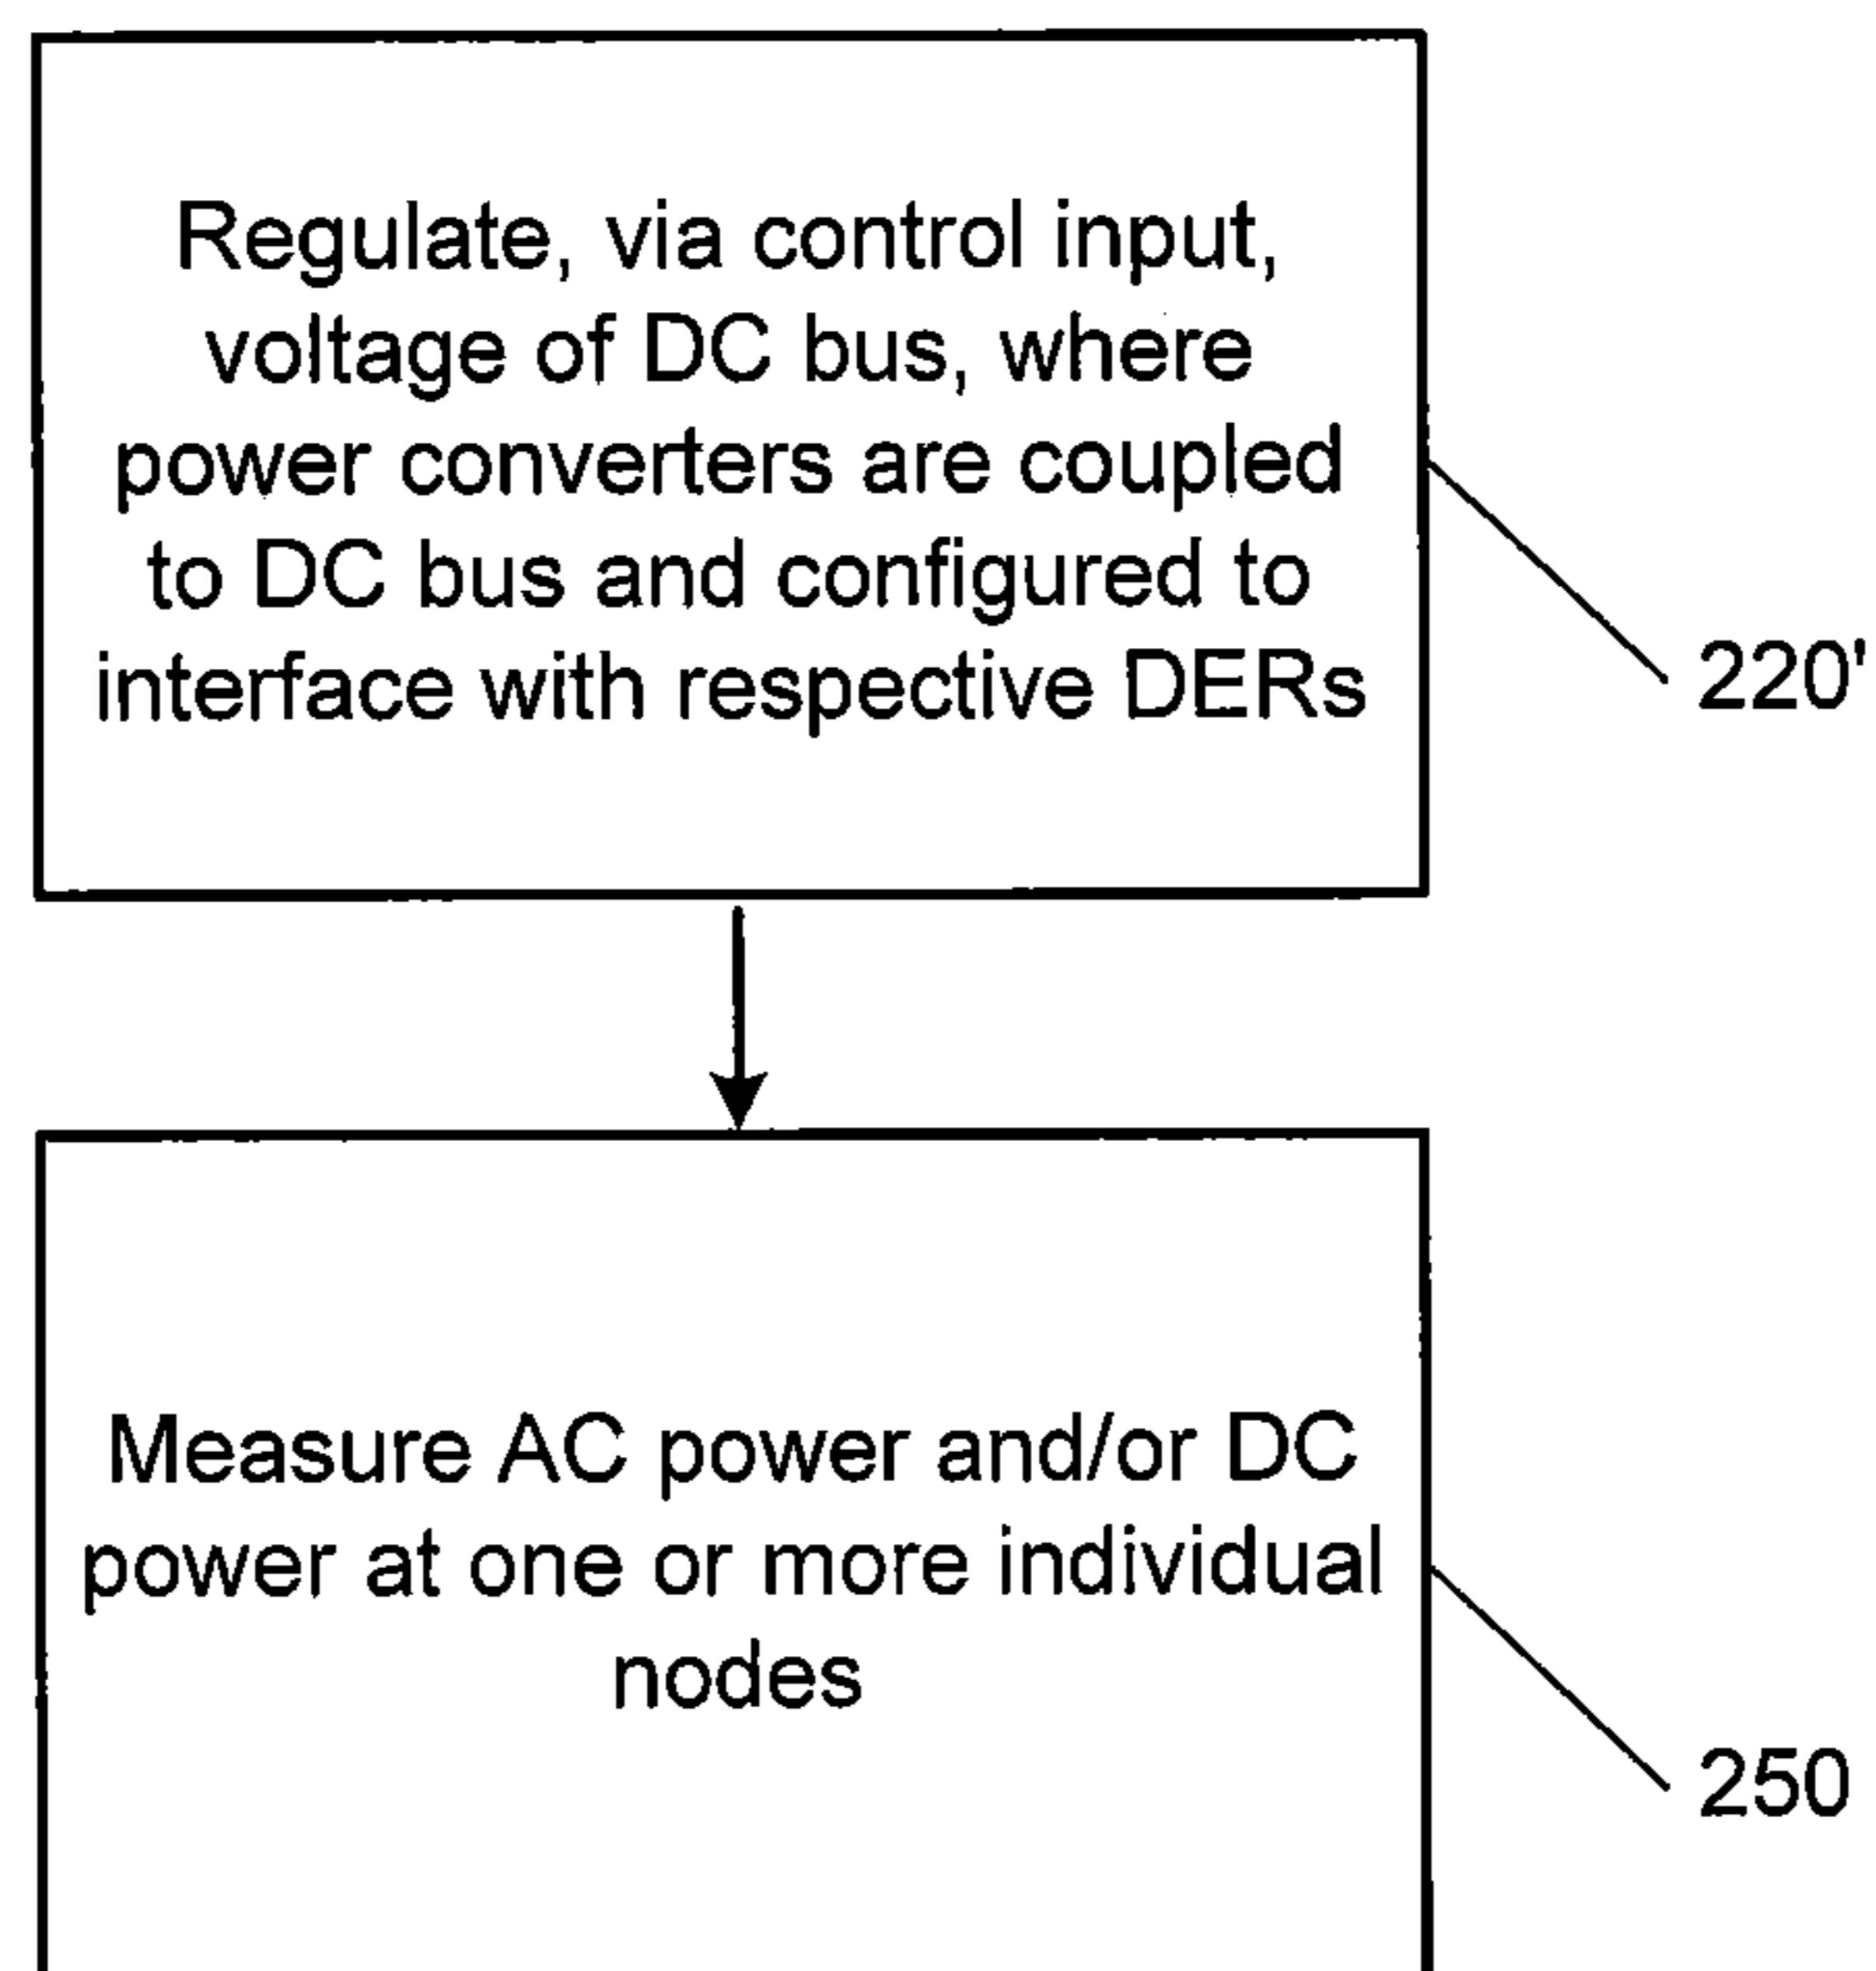 Regulate, via control input,
voltage of DC bus, where
power converters are coupled
to DC bus and configured to
interface with respective DERs
220'
Measure AC power and/or DC
power at one or more individual
nodes
250